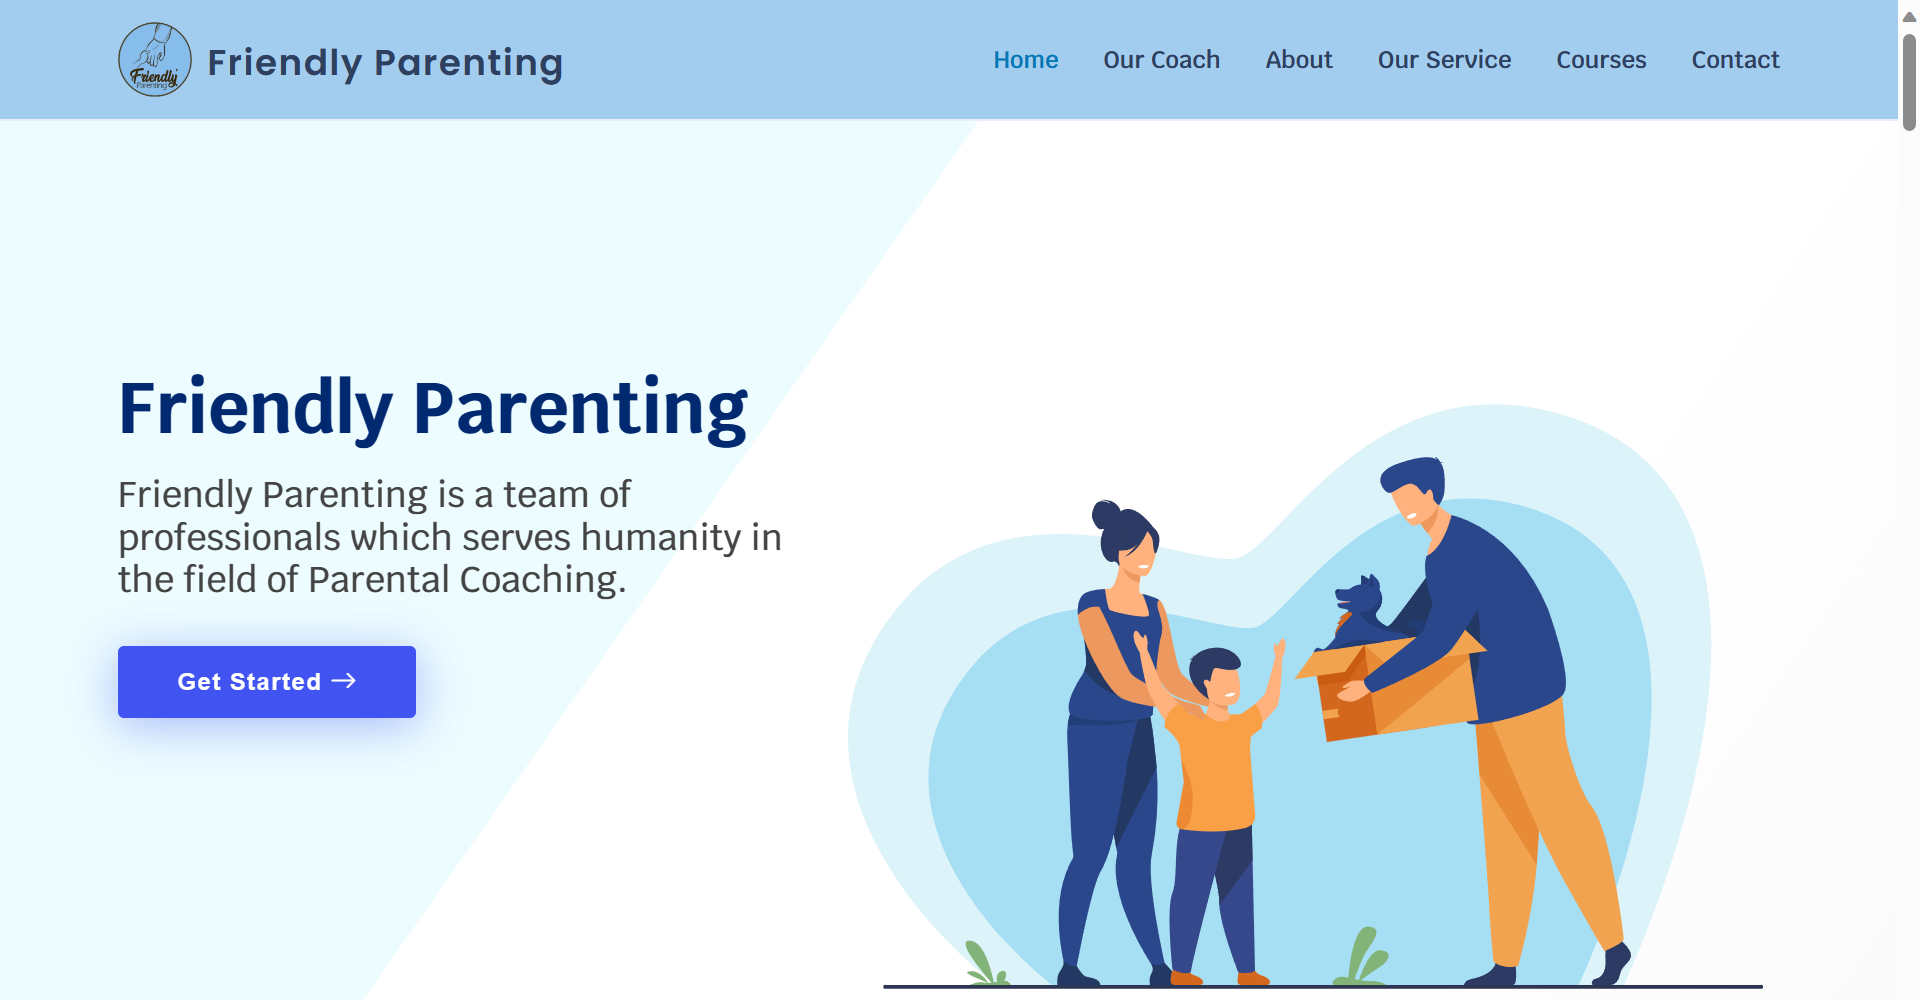 Friendly
Parenting
Friendly Parenting
Home
Our Coach
About
Our Service
Courses
Contact
Friendly Parenting
Friendly Parenting is a team of
professionals which serves humanity in
the field of Parental Coaching.
Get Started →